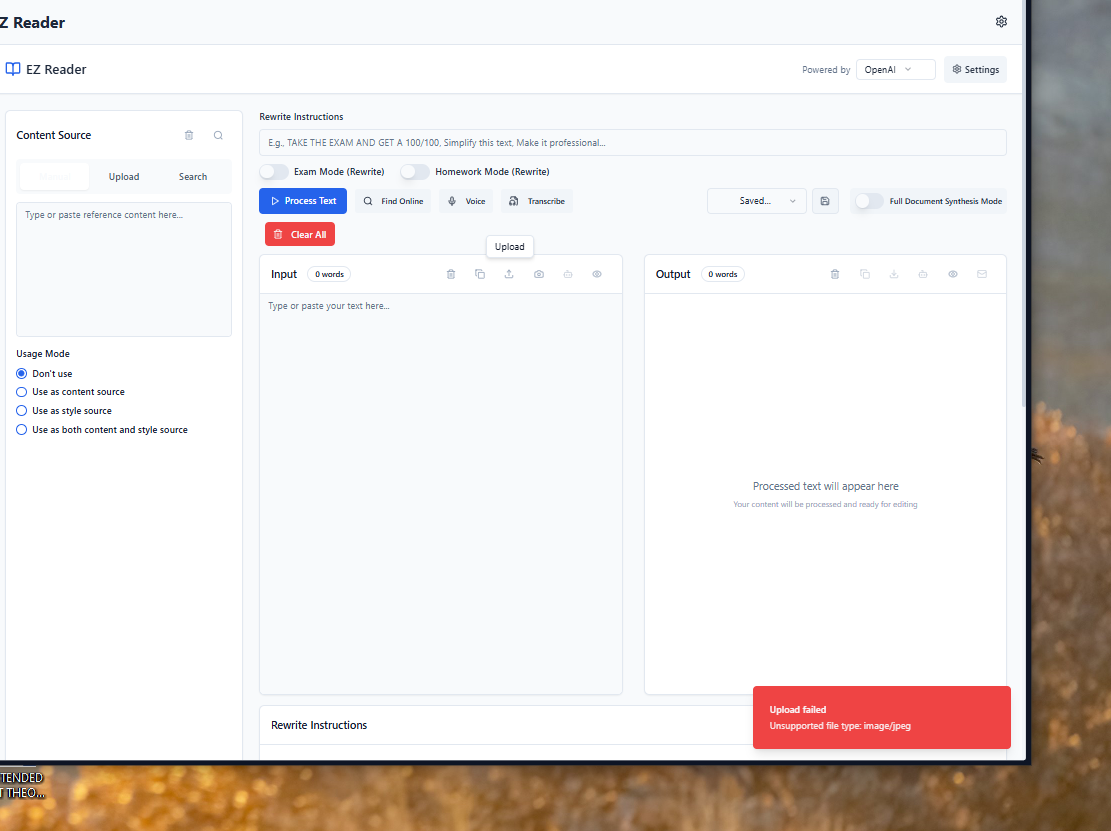 Z Reader
EZ Reader
Powered by
OpenAI
Settings
Content Source
Upload
Search
Type or paste reference content here...
Usage Mode
Don't use
Use as content source
Use as style source
Use as both content and style source
Rewrite Instructions
E.g., TAKE THE EXAM AND GET A 100/100, Simplify this text, Make it professional...
Exam Mode (Rewrite)
Homework Mode (Rewrite)
Process Text
Find Online
Voice
Transcribe
Saved...
Full Document Synthesis Mode
Clear All
Upload
Input
0 words
Type or paste your text here...
Output
0 words
Processed text will appear here
Your content will be processed and ready for editing
Rewrite Instructions
Upload failed
Unsupported file type: image/jpeg
TENDED
T THEO...